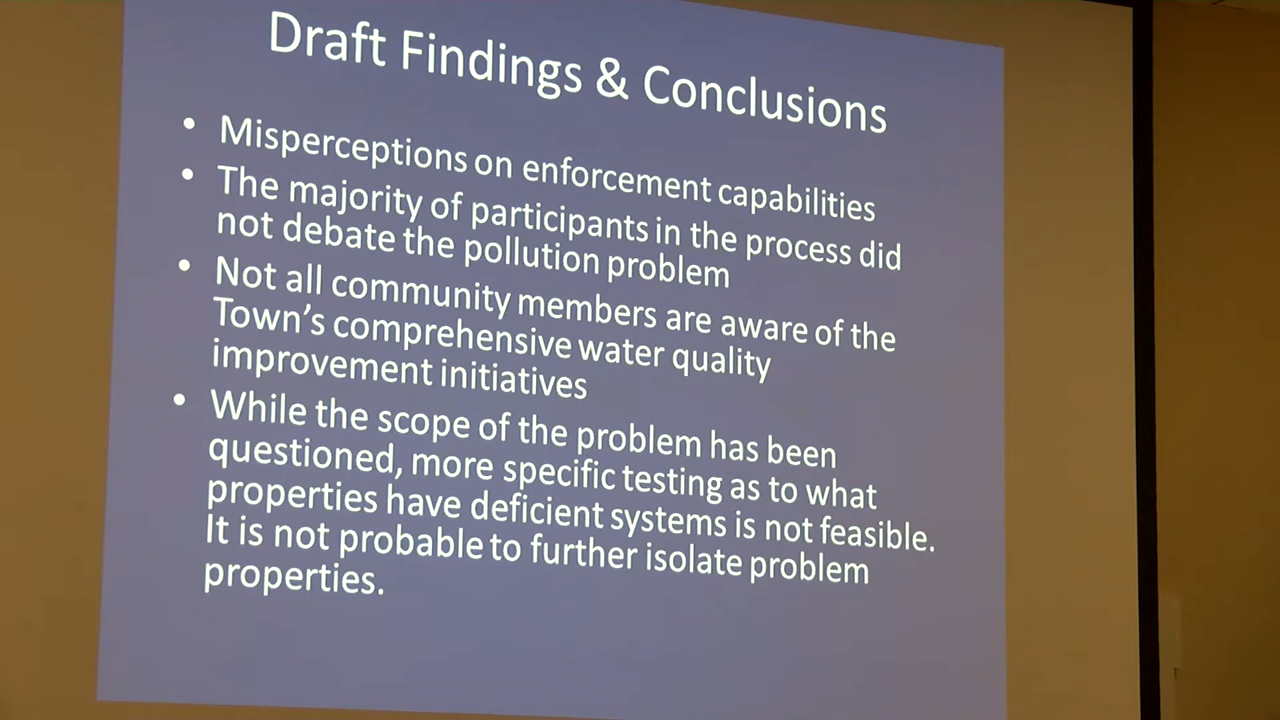 Draft Findings & Conclusions
• Misperceptions on enforcement capabilities
• The majority of participants in the process did
not debate the pollution problem
• Not all community members are aware of the
Town's comprehensive water quality
improvement initiatives
• While the scope of the problem has been
questioned, more specific testing as to what
properties have deficient systems is not feasible.
It is not probable to further isolate problem
properties.